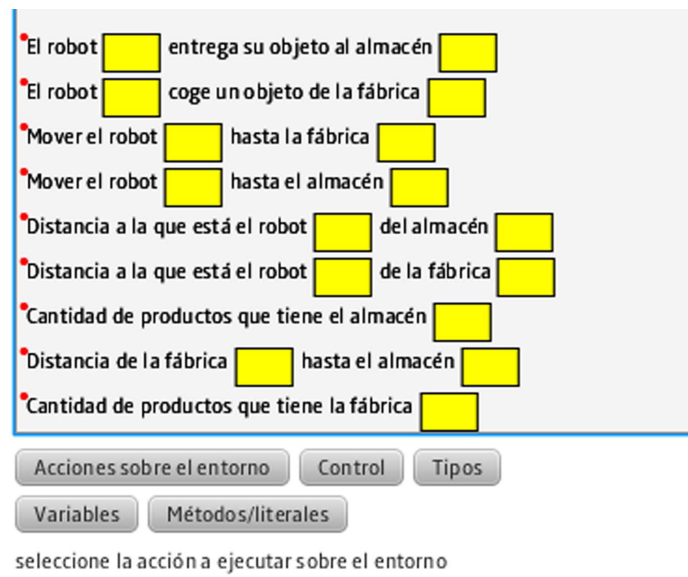 El robot entrega su objeto al almacén
El robot coge un objeto de la fábrica
Mover el robot hasta la fábrica
Mover el robot hasta el almacén
Distancia a la que está el robot del almacén
Distancia a la que está el robot de la fábrica
Cantidad de productos que tiene el almacén
Distancia de la fábrica hasta el almacén
Cantidad de productos que tiene la fábrica
Acciones sobre el entorno Control Tipos
Variables Métodos/literales
seleccione la acción a ejecutar sobre el entorno